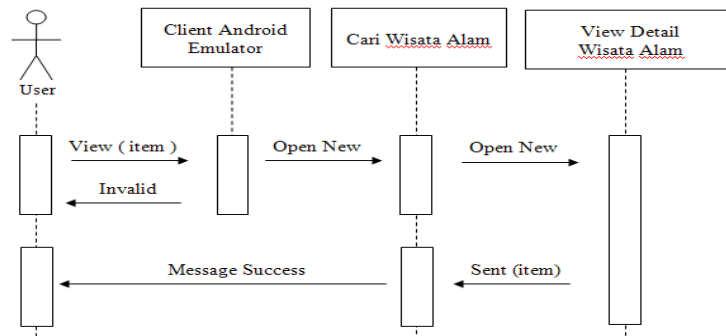 Client Android
Emulator
Cari Wisata Alam
View Detail
Wisata Alam
User
View ( item )
Open New
Open New
Invalid
Message Success
Sent (item)